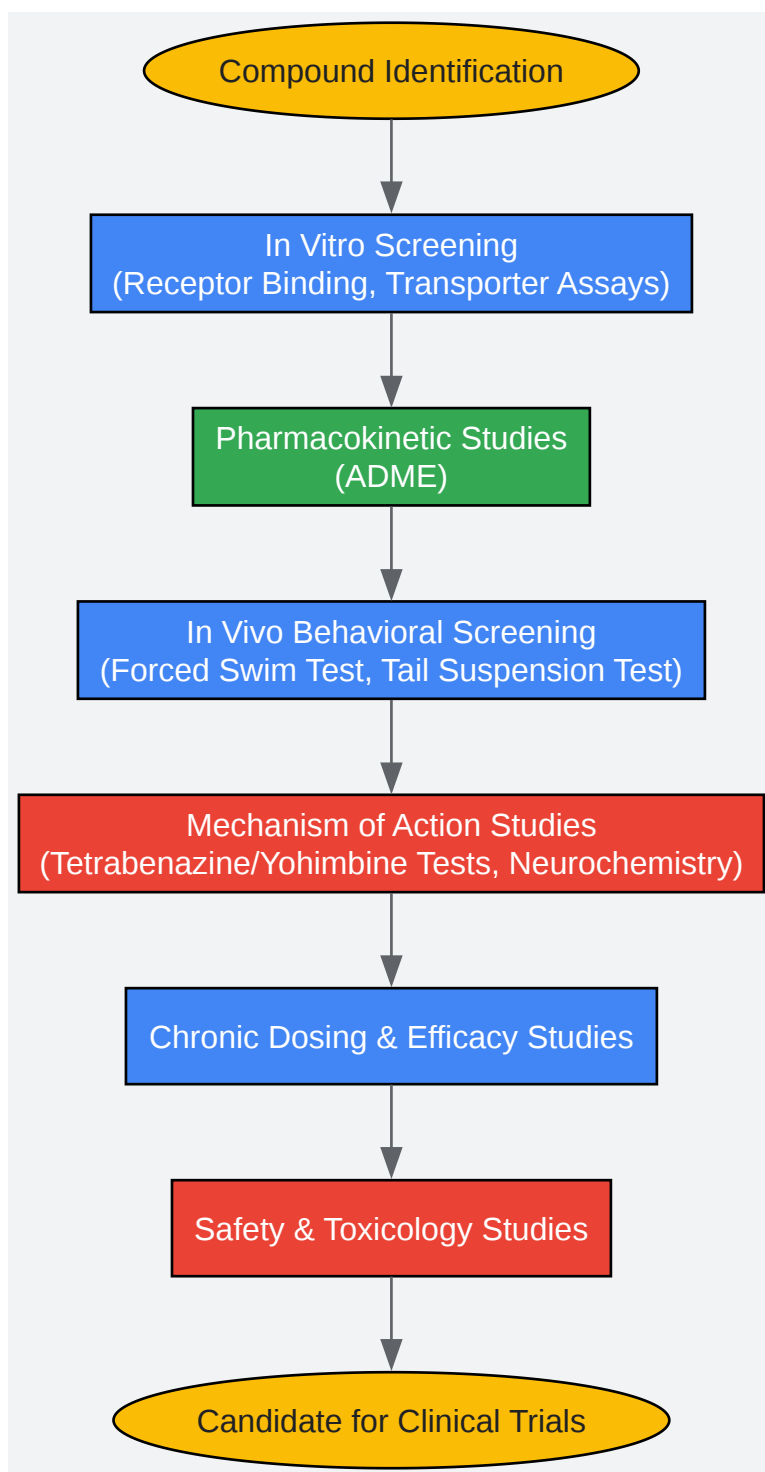 Compound Identification
In Vitro Screening
(Receptor Binding, Transporter Assays)
Pharmacokinetic Studies
(ADME)
In Vivo Behavioral Screening
(Forced Swim Test, Tail Suspension Test)
Mechanism of Action Studies
(Tetrabenazine/Yohimbine Tests, Neurochemistry)
Chronic Dosing & Efficacy Studies
Safety & Toxicology Studies
Candidate for Clinical Trials